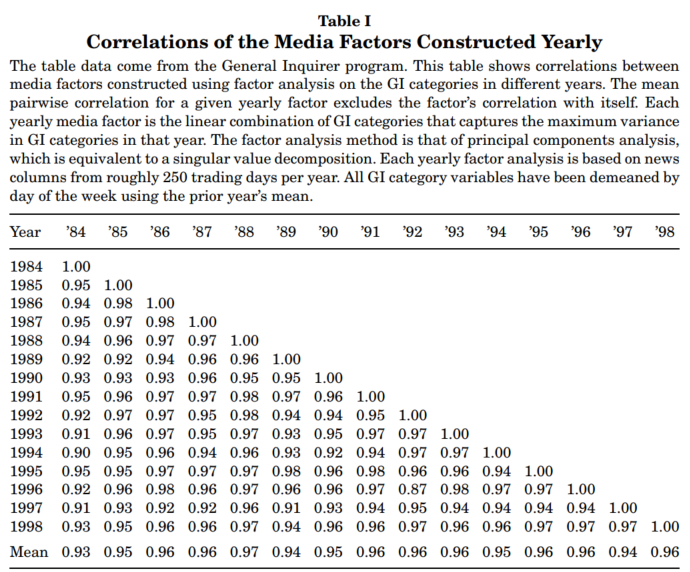 Table I
Correlations of the Media Factors Constructed Yearly
The table data come from the General Inquirer program. This table shows correlations between
media factors constructed using factor analysis on the GI categories in different years. The mean
pairwise correlation for a given yearly factor excludes the factor’s correlation with itself. Each
yearly media factor is the linear combination of GI categories that captures the maximum variance
in GI categories in that year. The factor analysis method is that of principal components analysis,
which is equivalent to a singular value decomposition. Each yearly factor analysis is based on news
columns from roughly 250 trading days per year. All GI category variables have been demeaned by
day of the week using the prior year’s mean.
Year ’84 ’85 ’86 ’87 ’88 ’89 ’90 ’91 ’92 ’93 ’94 ’95 ’96 ’97 ’98
1984 1.00
1985 0.95 1.00
1986 0.94 0.98 1.00
1987 0.95 0.97 0.98 1.00
1988 0.94 0.96 0.97 0.97 1.00
1989 0.92 0.92 0.94 0.96 0.96 1.00
1990 0.93 0.93 0.93 0.96 0.95 0.95 1.00
1991 0.95 0.96 0.97 0.97 0.98 0.97 0.96 1.00
1992 0.92 0.97 0.97 0.95 0.98 0.94 0.94 0.95 1.00
1993 0.91 0.96 0.97 0.95 0.97 0.93 0.95 0.97 0.97 1.00
1994 0.90 0.95 0.96 0.94 0.96 0.93 0.92 0.94 0.97 0.97 1.00
1995 0.95 0.95 0.97 0.97 0.97 0.98 0.96 0.98 0.96 0.96 0.94 1.00
1996 0.92 0.96 0.98 0.96 0.97 0.96 0.96 0.97 0.87 0.98 0.97 0.97 1.00
1997 0.91 0.93 0.92 0.92 0.96 0.91 0.93 0.94 0.95 0.94 0.94 0.94 0.94 1.00
1998 0.93 0.95 0.96 0.96 0.97 0.94 0.96 0.96 0.97 0.96 0.96 0.97 0.97 0.97 1.00
Mean 0.93 0.95 0.96 0.96 0.97 0.94 0.95 0.96 0.96 0.96 0.95 0.96 0.96 0.94 0.96